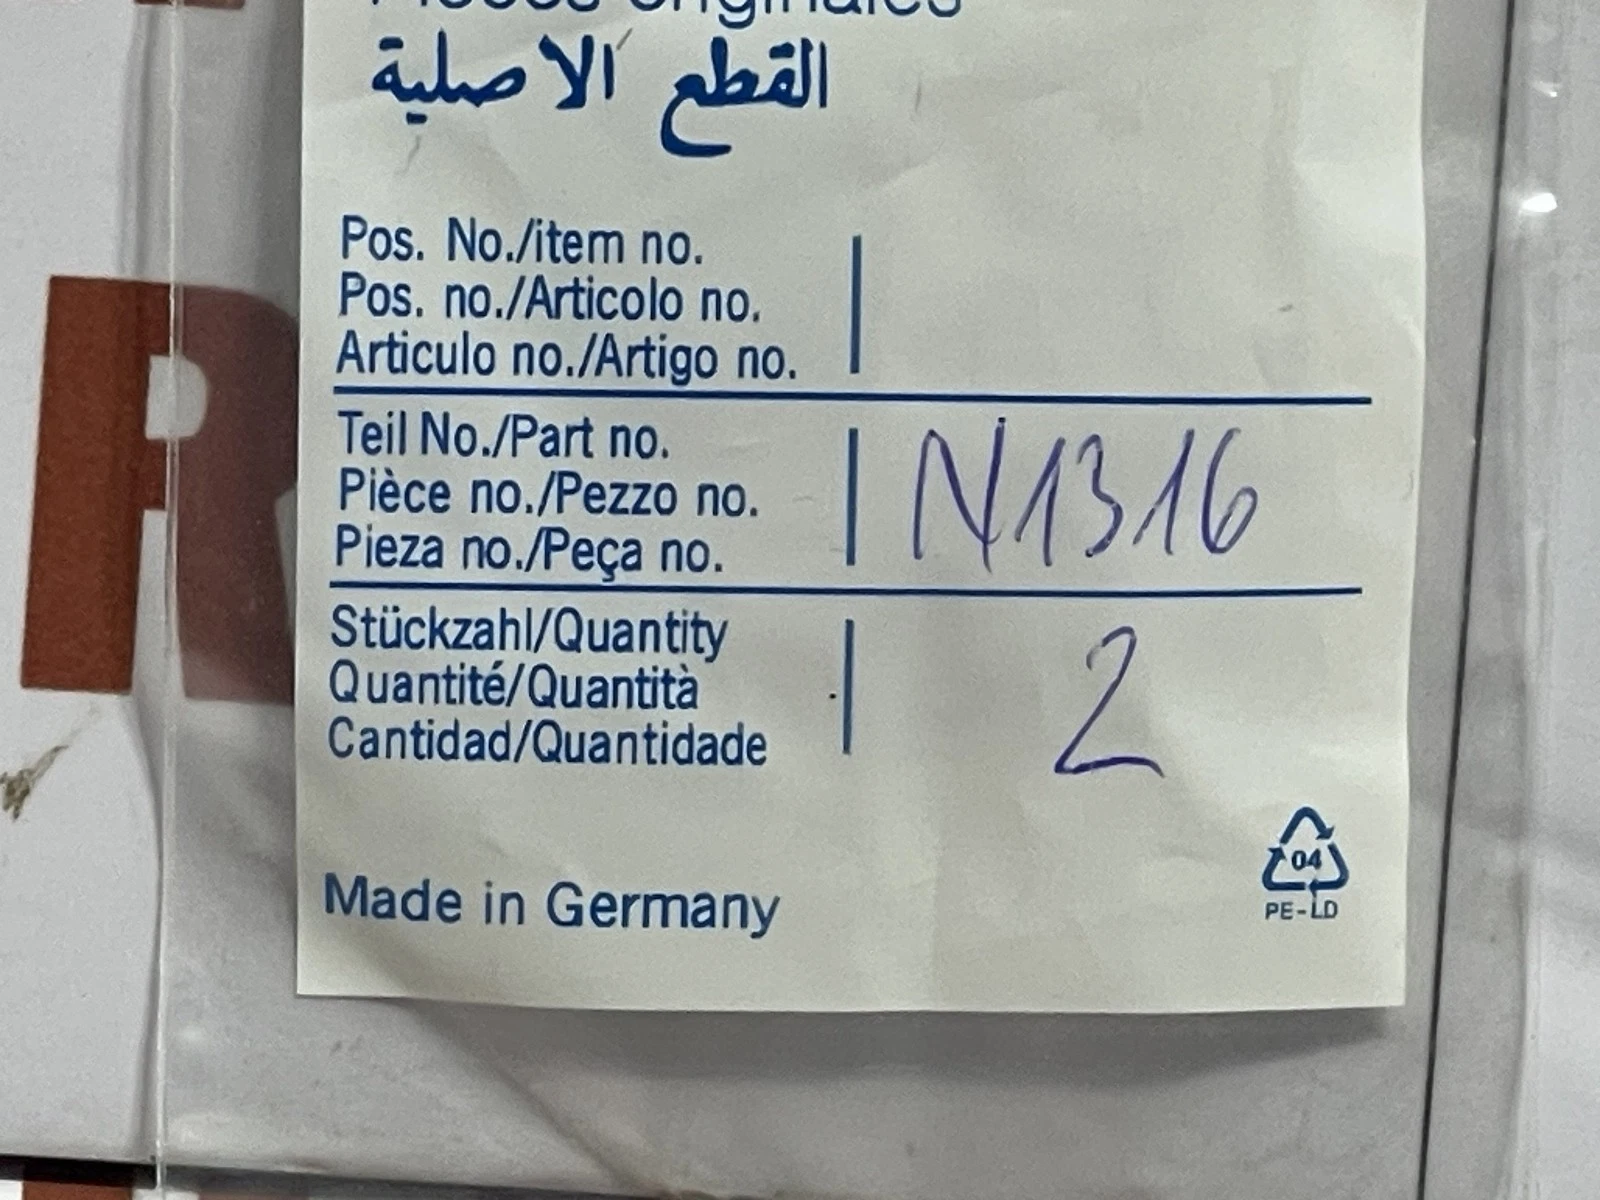 Pièces originales
القطع الاصلية
Pos. No./item no.
Pos. no./Articolo no.
Articulo no./Artigo no.
Teil No./Part no.
Pièce no./Pezzo no.
Pieza no./Peça no.
N1316
Stückzahl/Quantity
Quantité/Quantità
Cantidad/Quantidade
2
Made in Germany
04
PE-LD
R